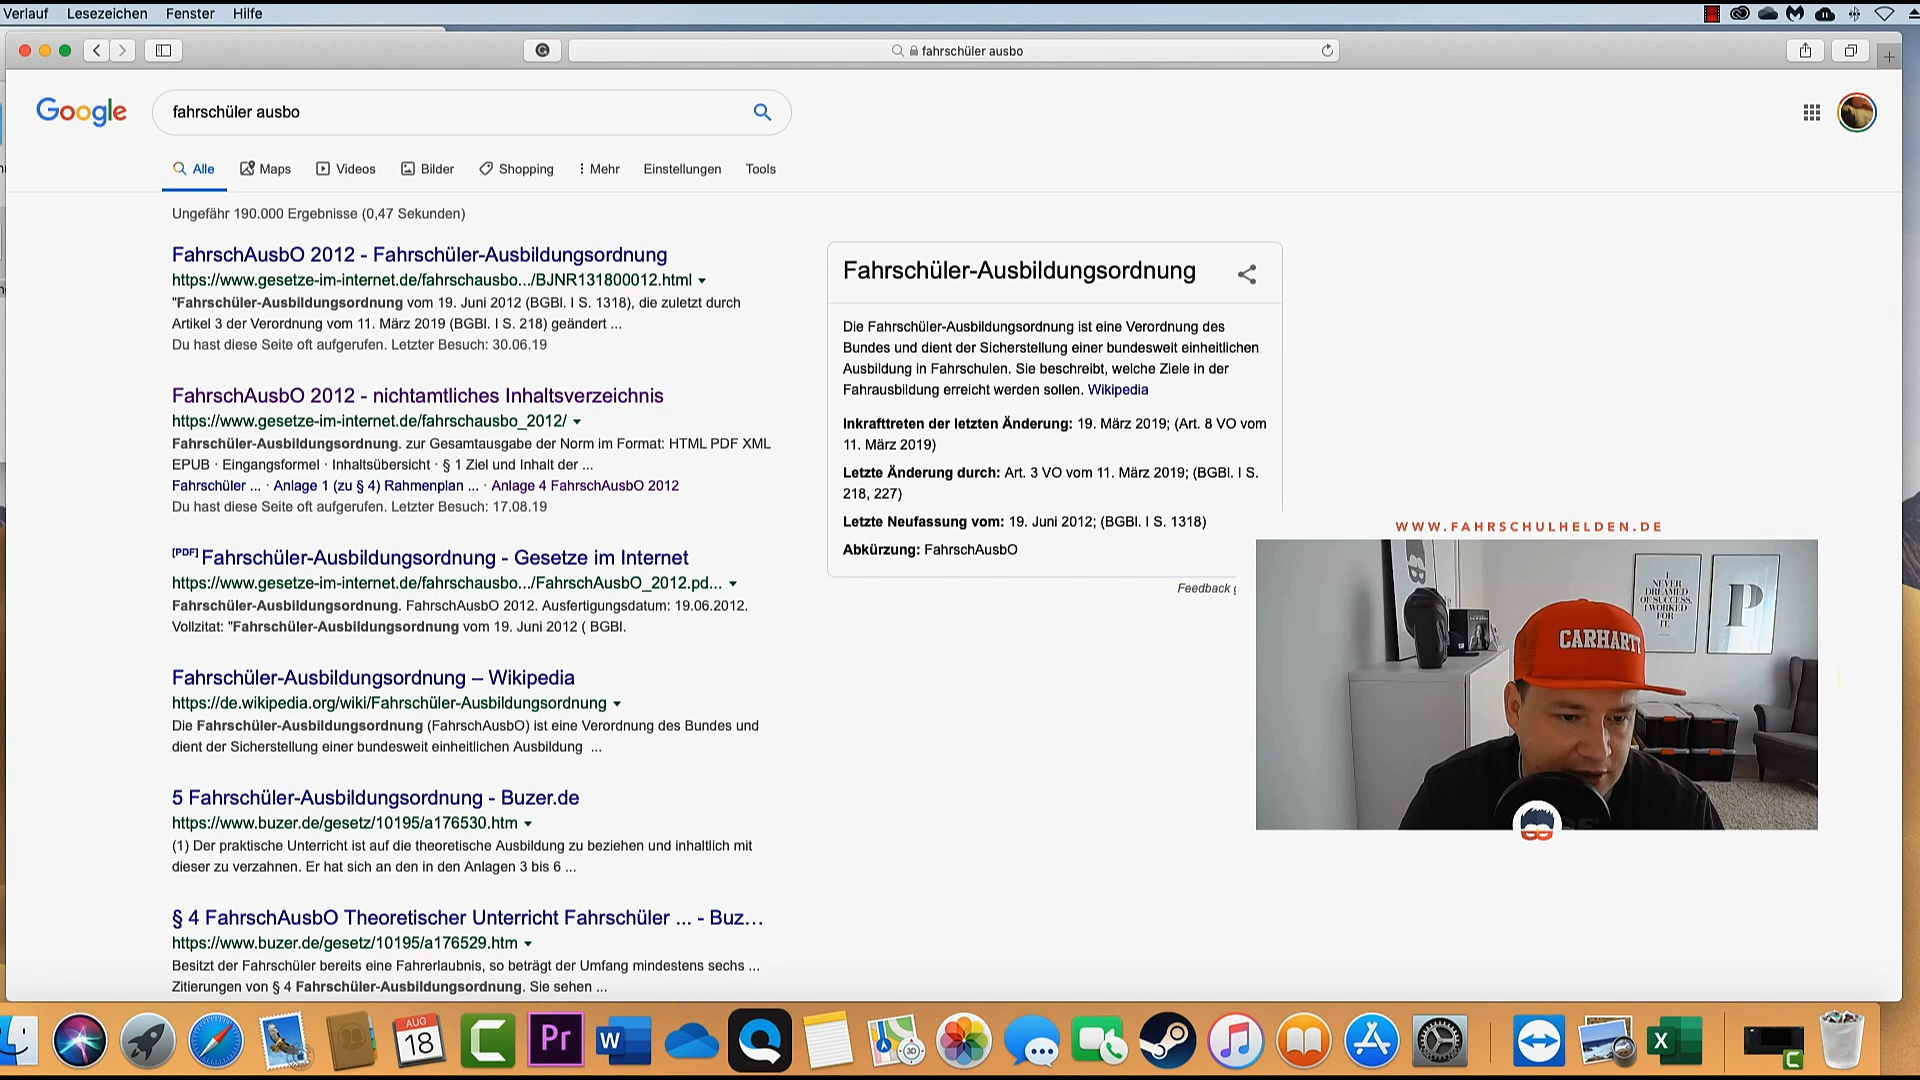 Verlauf Lesezeichen Fenster Hilfe
fahrschüler ausbo
Google
fahrschüler ausbo
Alle Maps Videos Bilder Shopping Mehr Einstellungen Tools
Ungefähr 190.000 Ergebnisse (0,47 Sekunden)
FahrschAusbO 2012 - Fahrschüler-Ausbildungsordnung
https://www.gesetze-im-internet.de/fahrschausbo.../BJNR131800012.html
"Fahrschüler-Ausbildungsordnung vom 19. Juni 2012 (BGBl. I S. 1318), die zuletzt durch
Artikel 3 der Verordnung vom 11. März 2019 (BGBl. I S. 218) geändert ...
Du hast diese Seite oft aufgerufen. Letzter Besuch: 30.06.19
FahrschAusbO 2012 - nichtamtliches Inhaltsverzeichnis
https://www.gesetze-im-internet.de/fahrschausbo_2012/
Fahrschüler-Ausbildungsordnung. zur Gesamtausgabe der Norm im Format: HTML PDF XML
EPUB · Eingangsformel · Inhaltsübersicht · § 1 Ziel und Inhalt der ...
Fahrschüler ... · Anlage 1 (zu § 4) Rahmenplan ... · Anlage 4 FahrschAusbO 2012
Du hast diese Seite oft aufgerufen. Letzter Besuch: 17.08.19
[PDF] Fahrschüler-Ausbildungsordnung - Gesetze im Internet
https://www.gesetze-im-internet.de/fahrschausbo.../FahrschAusbO_2012.pd...
Fahrschüler-Ausbildungsordnung. FahrschAusbO 2012. Ausfertigungsdatum: 19.06.2012.
Vollzitat: "Fahrschüler-Ausbildungsordnung vom 19. Juni 2012 ( BGBl.
Fahrschüler-Ausbildungsordnung – Wikipedia
https://de.wikipedia.org/wiki/Fahrschüler-Ausbildungsordnung
Die Fahrschüler-Ausbildungsordnung (FahrschAusbO) ist eine Verordnung des Bundes und
dient der Sicherstellung einer bundesweit einheitlichen Ausbildung ...
5 Fahrschüler-Ausbildungsordnung - Buzer.de
https://www.buzer.de/gesetz/10195/a176530.htm
(1) Der praktische Unterricht ist auf die theoretische Ausbildung zu beziehen und inhaltlich mit
dieser zu verzahnen. Er hat sich an den in den Anlagen 3 bis 6 ...
§ 4 FahrschAusbO Theoretischer Unterricht Fahrschüler ... - Buz...
https://www.buzer.de/gesetz/10195/a176529.htm
Besitzt der Fahrschüler bereits eine Fahrerlaubnis, so beträgt der Umfang mindestens sechs ...
Zitierungen von § 4 Fahrschüler-Ausbildungsordnung. Sie sehen ...
Fahrschüler-Ausbildungsordnung
Die Fahrschüler-Ausbildungsordnung ist eine Verordnung des
Bundes und dient der Sicherstellung einer bundesweit einheitlichen
Ausbildung in Fahrschulen. Sie beschreibt, welche Ziele in der
Fahrausbildung erreicht werden sollen. Wikipedia
Inkrafttreten der letzten Änderung: 19. März 2019; (Art. 8 VO vom
11. März 2019)
Letzte Änderung durch: Art. 3 VO vom 11. März 2019; (BGBl. I S.
218, 227)
Letzte Neufassung vom: 19. Juni 2012; (BGBl. I S. 1318)
Abkürzung: FahrschAusbO
Feedback
WWW.FAHRSCHULHELDEN.DE
I
NEVER
DREAMED
OF SUCCESS.
I WORKED
FOR
IT.
P
CARHARTT
AUG
18
Pr
W
3D
X